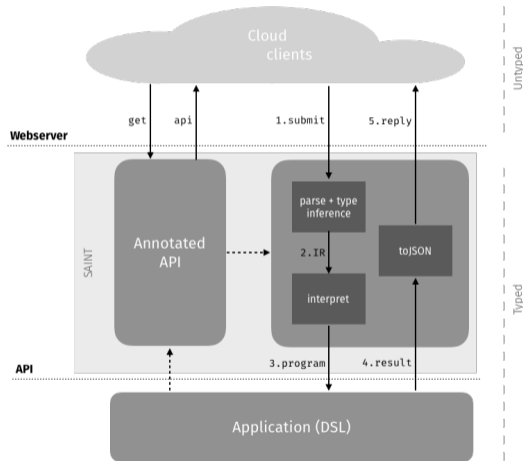 Cloud
clients
Untyped
get
api
1.submit
5.reply
Webserver
SAINT
Annotated
API
parse + type
inference
2.IR
toJSON
interpret
Typed
3.program
4.result
API
Application (DSL)